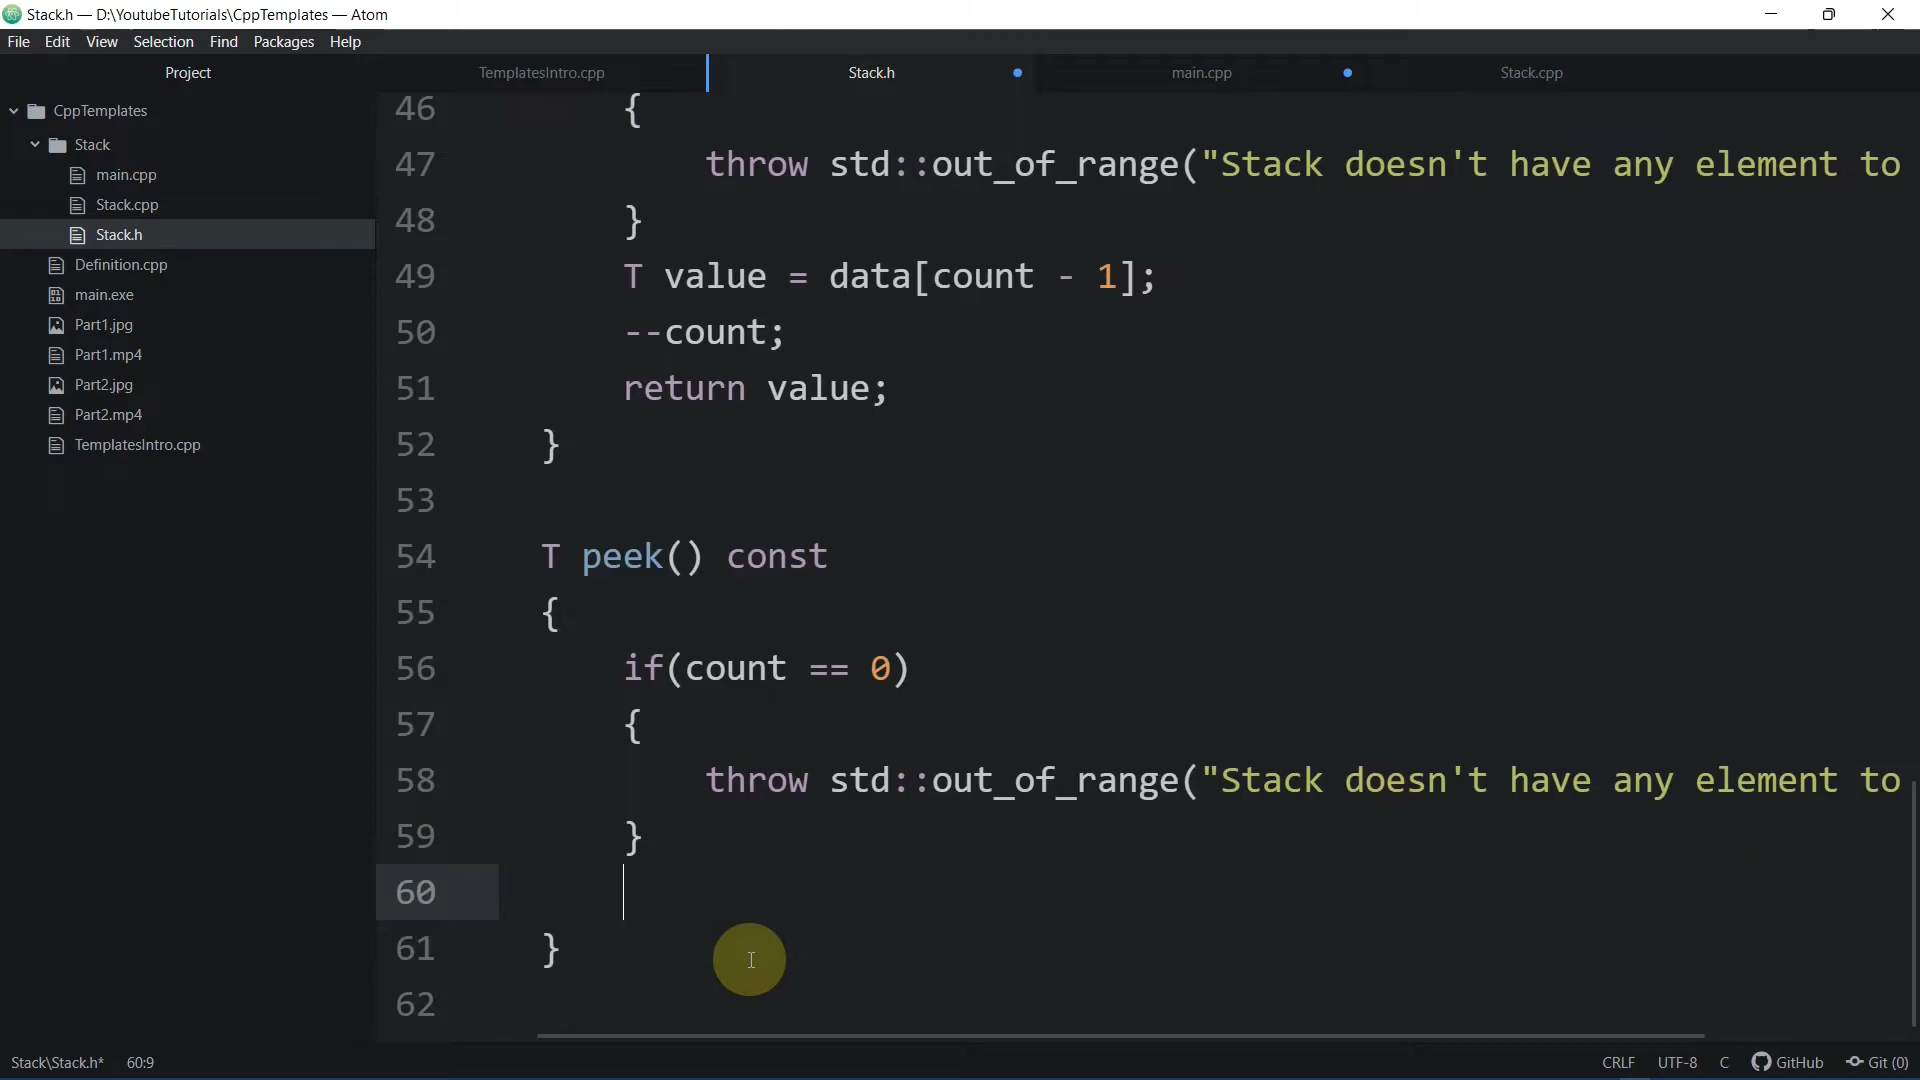 Stack.h — D:\YoutubeTutorials\CppTemplates — Atom
File Edit View Selection Find Packages Help
Project
TemplatesIntro.cpp
Stack.h
main.cpp
Stack.cpp
CppTemplates
Stack
main.cpp
Stack.cpp
Stack.h
Definition.cpp
main.exe
Part1.jpg
Part1.mp4
Part2.jpg
Part2.mp4
TemplatesIntro.cpp
46 {
47 throw std::out_of_range("Stack doesn't have any element to
48 }
49 T value = data[count - 1];
50 --count;
51 return value;
52 }
53
54 T peek() const
55 {
56 if(count == 0)
57 {
58 throw std::out_of_range("Stack doesn't have any element to
59 }
60
61 }
62
Stack\Stack.h* 60:9 CRLF UTF-8 C GitHub Git (0)